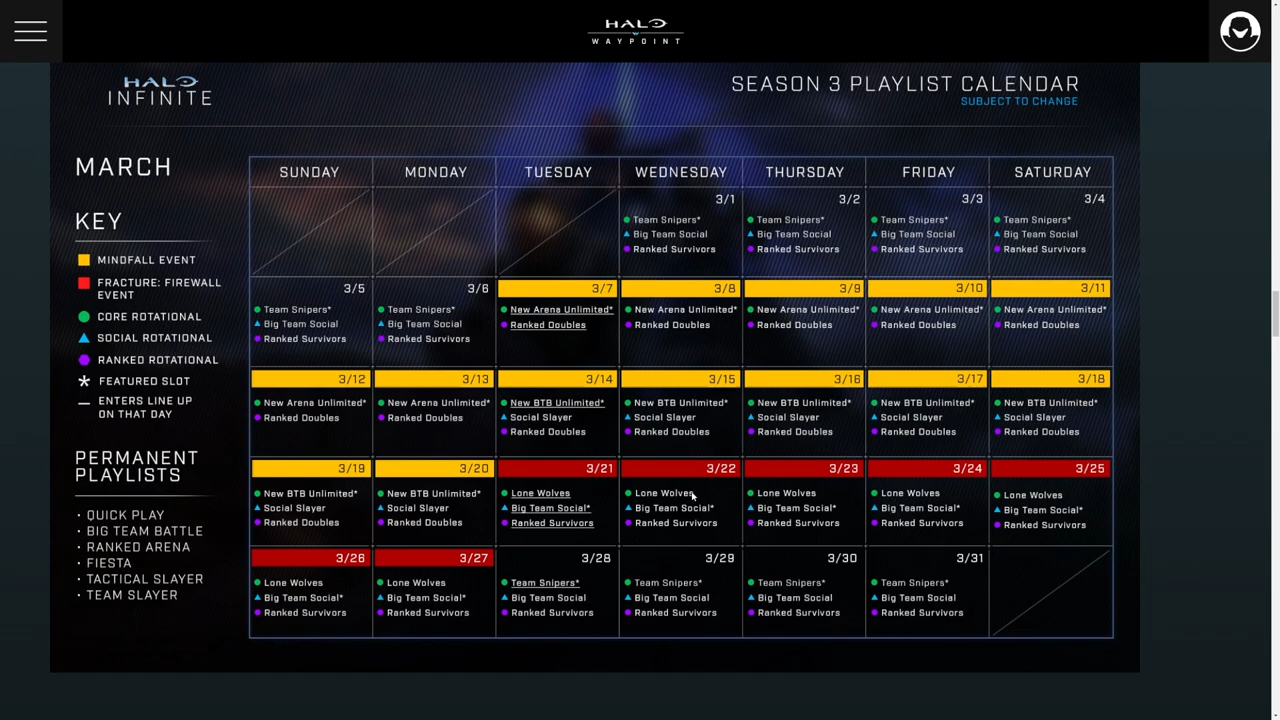 HALO
WAYPOINT
HALO
INFINITE
SEASON 3 PLAYLIST CALENDAR
SUBJECT TO CHANGE
MARCH
KEY
MINDFALL EVENT
FRACTURE: FIREWALL
EVENT
CORE ROTATIONAL
SOCIAL ROTATIONAL
RANKED ROTATIONAL
* FEATURED SLOT
— ENTERS LINE UP
ON THAT DAY
PERMANENT
PLAYLISTS
· QUICK PLAY
· BIG TEAM BATTLE
· RANKED ARENA
· FIESTA
· TACTICAL SLAYER
· TEAM SLAYER
SUNDAY MONDAY TUESDAY WEDNESDAY THURSDAY FRIDAY SATURDAY
3/1 3/2 3/3 3/4
Team Snipers* Team Snipers* Team Snipers* Team Snipers*
Big Team Social Big Team Social Big Team Social Big Team Social
Ranked Survivors Ranked Survivors Ranked Survivors Ranked Survivors
3/5 3/6 3/7 3/8 3/9 3/10 3/11
Team Snipers* Team Snipers* New Arena Unlimited* New Arena Unlimited* New Arena Unlimited* New Arena Unlimited* New Arena Unlimited*
Big Team Social Big Team Social Ranked Doubles Ranked Doubles Ranked Doubles Ranked Doubles Ranked Doubles
Ranked Survivors Ranked Survivors
3/12 3/13 3/14 3/15 3/16 3/17 3/18
New Arena Unlimited* New Arena Unlimited* New BTB Unlimited* New BTB Unlimited* New BTB Unlimited* New BTB Unlimited* New BTB Unlimited*
Ranked Doubles Ranked Doubles Social Slayer Social Slayer Social Slayer Social Slayer Social Slayer
Ranked Doubles Ranked Doubles Ranked Doubles Ranked Doubles Ranked Doubles
3/19 3/20 3/21 3/22 3/23 3/24 3/25
New BTB Unlimited* New BTB Unlimited* Lone Wolves Lone Wolves Lone Wolves Lone Wolves Lone Wolves
Social Slayer Social Slayer Big Team Social* Big Team Social* Big Team Social* Big Team Social* Big Team Social*
Ranked Doubles Ranked Doubles Ranked Survivors Ranked Survivors Ranked Survivors Ranked Survivors Ranked Survivors
3/26 3/27 3/28 3/29 3/30 3/31
Lone Wolves Lone Wolves Team Snipers* Team Snipers* Team Snipers* Team Snipers*
Big Team Social* Big Team Social* Big Team Social Big Team Social Big Team Social Big Team Social
Ranked Survivors Ranked Survivors Ranked Survivors Ranked Survivors Ranked Survivors Ranked Survivors